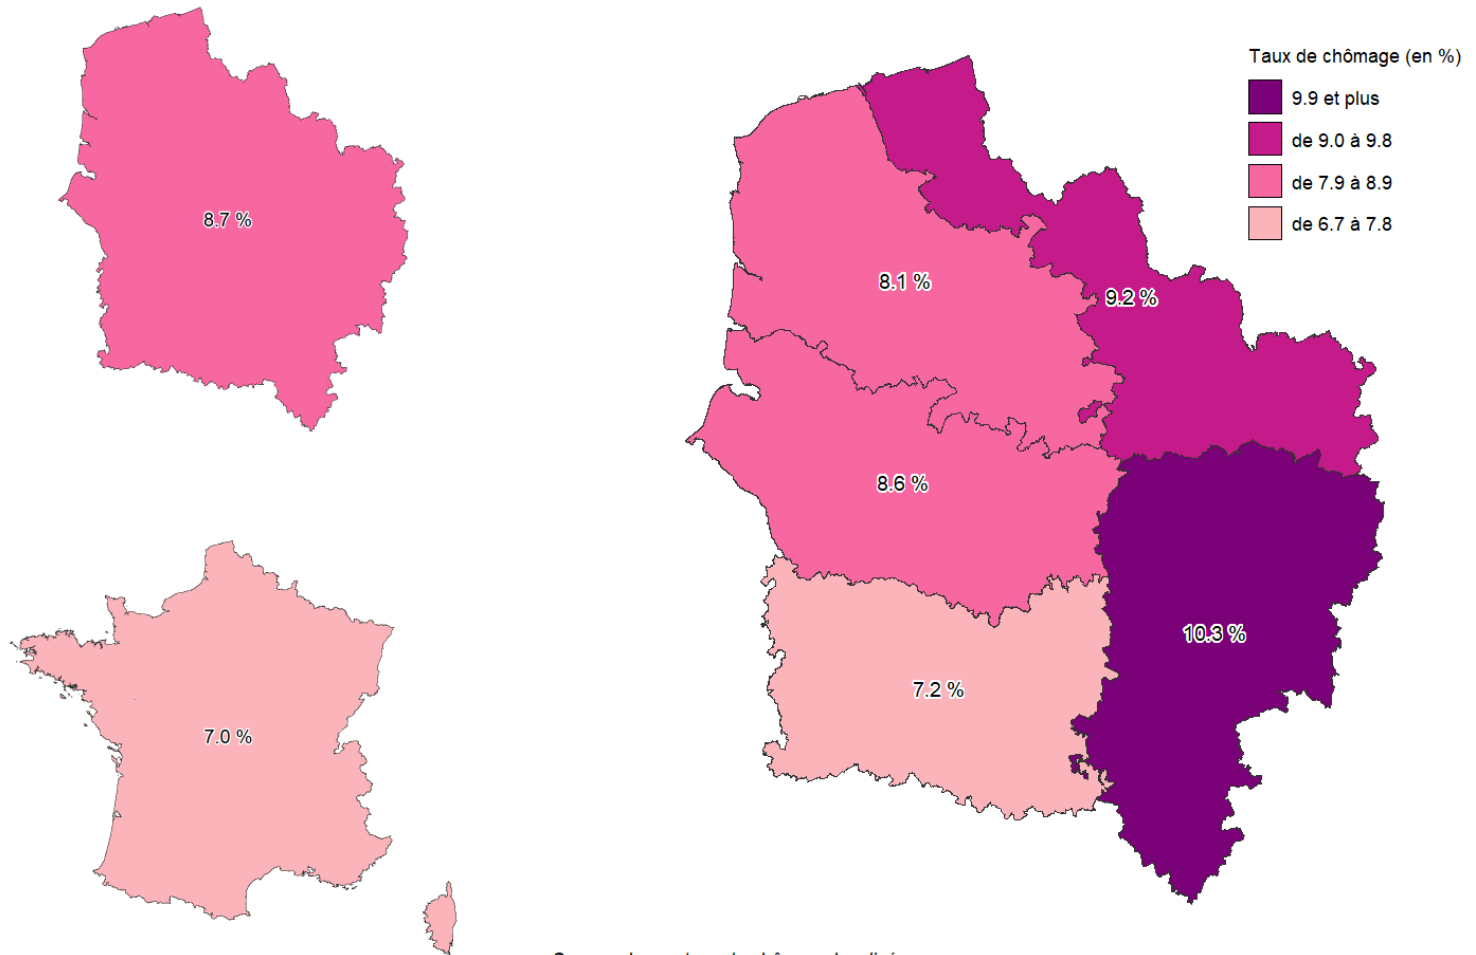 Taux de chômage (en %)
9.9 et plus
de 9.0 à 9.8
de 7.9 à 8.9
de 6.7 à 7.8
8.7 %
8.1 %
9.2 %
8.6 %
10.3 %
7.2 %
7.0 %